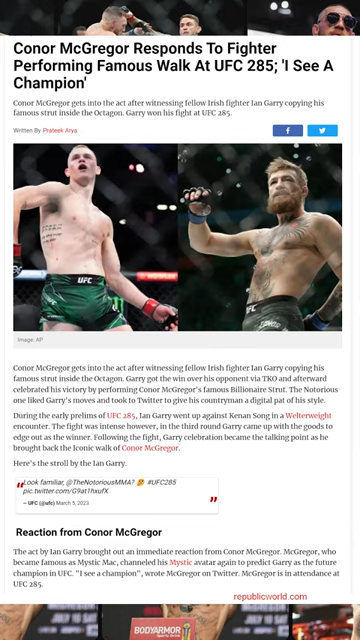 Conor McGregor Responds To Fighter
Performing Famous Walk At UFC 285; 'I See A
Champion'
Conor McGregor gets into the act after witnessing fellow Irish fighter Ian Garry copying his
famous strut inside the Octagon. Garry won his fight at UFC 285.
Written By Prateek Arya
UFC
UFC
Image: AP
Conor McGregor gets into the act after witnessing fellow Irish fighter Ian Garry copying his
famous strut inside the Octagon. Garry got the win over his opponent via TKO and afterward
celebrated his victory by performing Conor McGregor's famous Billionaire Strut. The Notorious
one liked Garry's moves and took to Twitter to give his countryman a digital pat of his style.
During the early prelims of UFC 285, Ian Garry went up against Kenan Song in a Welterweight
encounter. The fight was intense however, in the third round Garry came up with the goods to
edge out as the winner. Following the fight, Garry celebration became the talking point as he
brought back the Iconic walk of Conor McGregor.
Here's the stroll by the Ian Garry.
Look familiar, @TheNotoriousMMA? 🤔 #UFC285
pic.twitter.com/G9at1hxufX
— UFC (@ufc) March 5, 2023
Reaction from Conor McGregor
The act by Ian Garry brought out an immediate reaction from Conor McGregor. McGregor, who
became famous as Mystic Mac, channeled his Mystic avatar again to predict Garry as the future
champion in UFC. "I see a champion", wrote McGregor on Twitter. McGregor is in attendance at
UFC 285.
republicworld.com
BODYARMOR